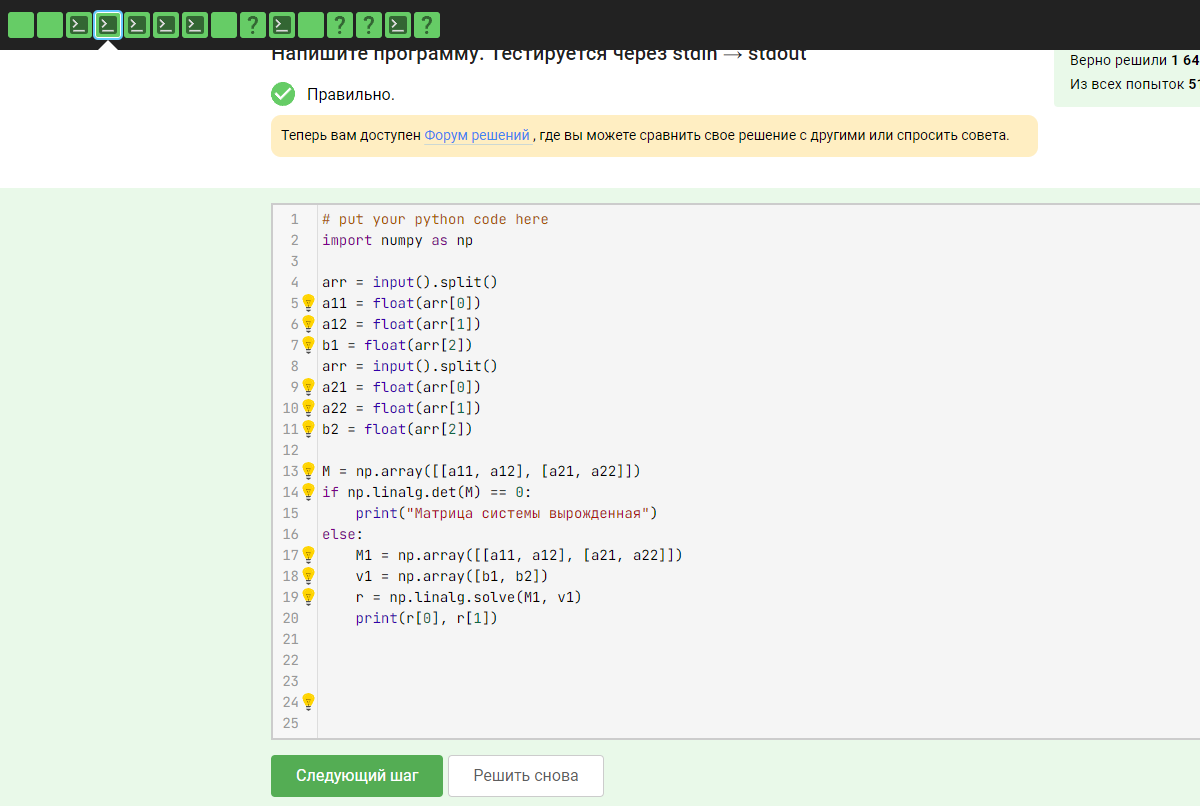 Напишите программу. Тестируется через stdin → stdout
Верно решили 1 64
Из всех попыток 51
Правильно.
Теперь вам доступен Форум решений , где вы можете сравнить свое решение с другими или спросить совета.
1 # put your python code here
2 import numpy as np
3
4 arr = input().split()
5 a11 = float(arr[0])
6 a12 = float(arr[1])
7 b1 = float(arr[2])
8 arr = input().split()
9 a21 = float(arr[0])
10 a22 = float(arr[1])
11 b2 = float(arr[2])
12
13 M = np.array([[a11, a12], [a21, a22]])
14 if np.linalg.det(M) == 0:
15     print("Матрица системы вырожденная")
16 else:
17     M1 = np.array([[a11, a12], [a21, a22]])
18     v1 = np.array([b1, b2])
19     r = np.linalg.solve(M1, v1)
20     print(r[0], r[1])
21
22
23
24
25
Следующий шаг
Решить снова